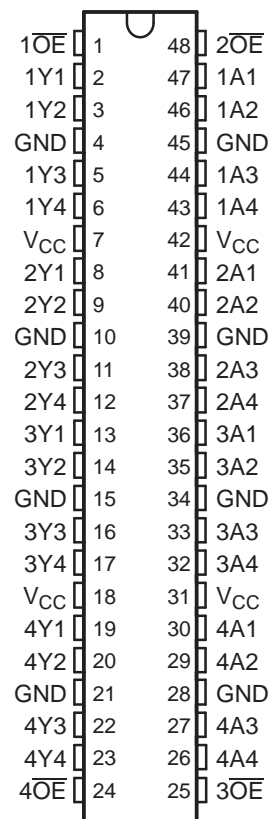 1O̅E̅ 1 48 2O̅E̅
1Y1 2 47 1A1
1Y2 3 46 1A2
GND 4 45 GND
1Y3 5 44 1A3
1Y4 6 43 1A4
VCC 7 42 VCC
2Y1 8 41 2A1
2Y2 9 40 2A2
GND 10 39 GND
2Y3 11 38 2A3
2Y4 12 37 2A4
3Y1 13 36 3A1
3Y2 14 35 3A2
GND 15 34 GND
3Y3 16 33 3A3
3Y4 17 32 3A4
VCC 18 31 VCC
4Y1 19 30 4A1
4Y2 20 29 4A2
GND 21 28 GND
4Y3 22 27 4A3
4Y4 23 26 4A4
4O̅E̅ 24 25 3O̅E̅